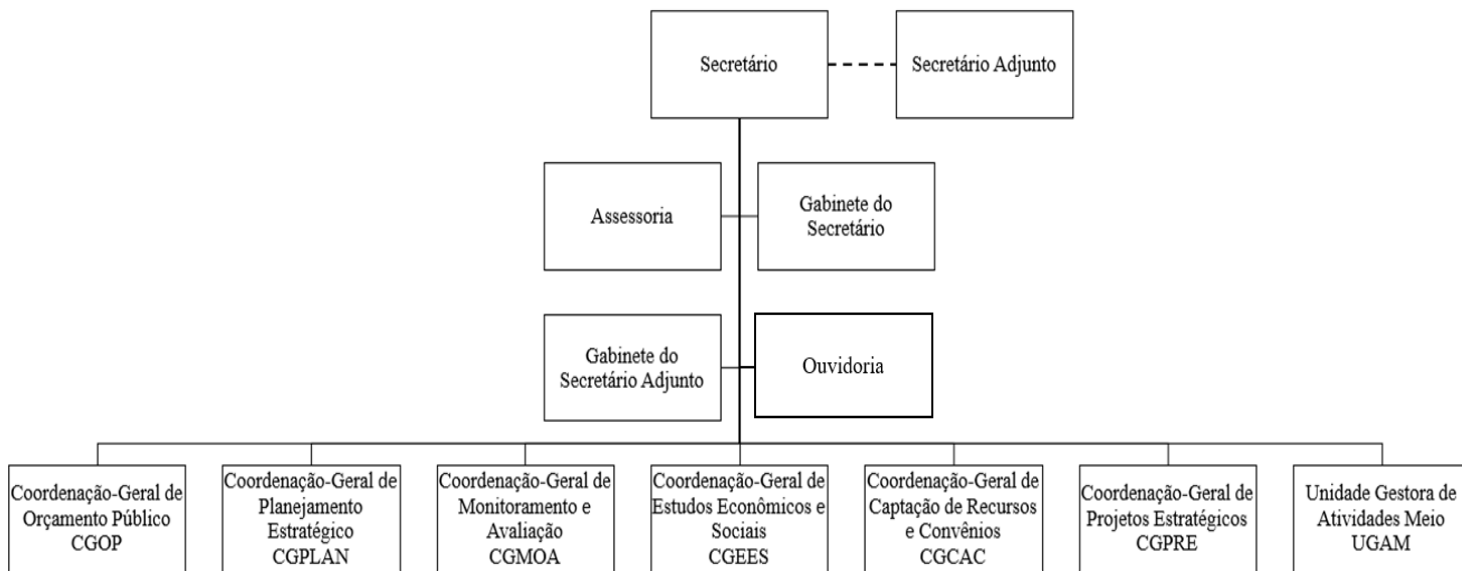 Secretário
Secretário Adjunto
Assessoria
Gabinete do
Secretário
Gabinete do
Secretário Adjunto
Ouvidoria
Coordenação-Geral de
Orçamento Público
CGOP
Coordenação-Geral de
Planejamento
Estratégico
CGPLAN
Coordenação-Geral de
Monitoramento e
Avaliação
CGMOA
Coordenação-Geral de
Estudos Econômicos e
Sociais
CGEES
Coordenação-Geral de
Captação de Recursos
e Convênios
CGCAC
Coordenação-Geral de
Projetos Estratégicos
CGPRE
Unidade Gestora de
Atividades Meio
UGAM